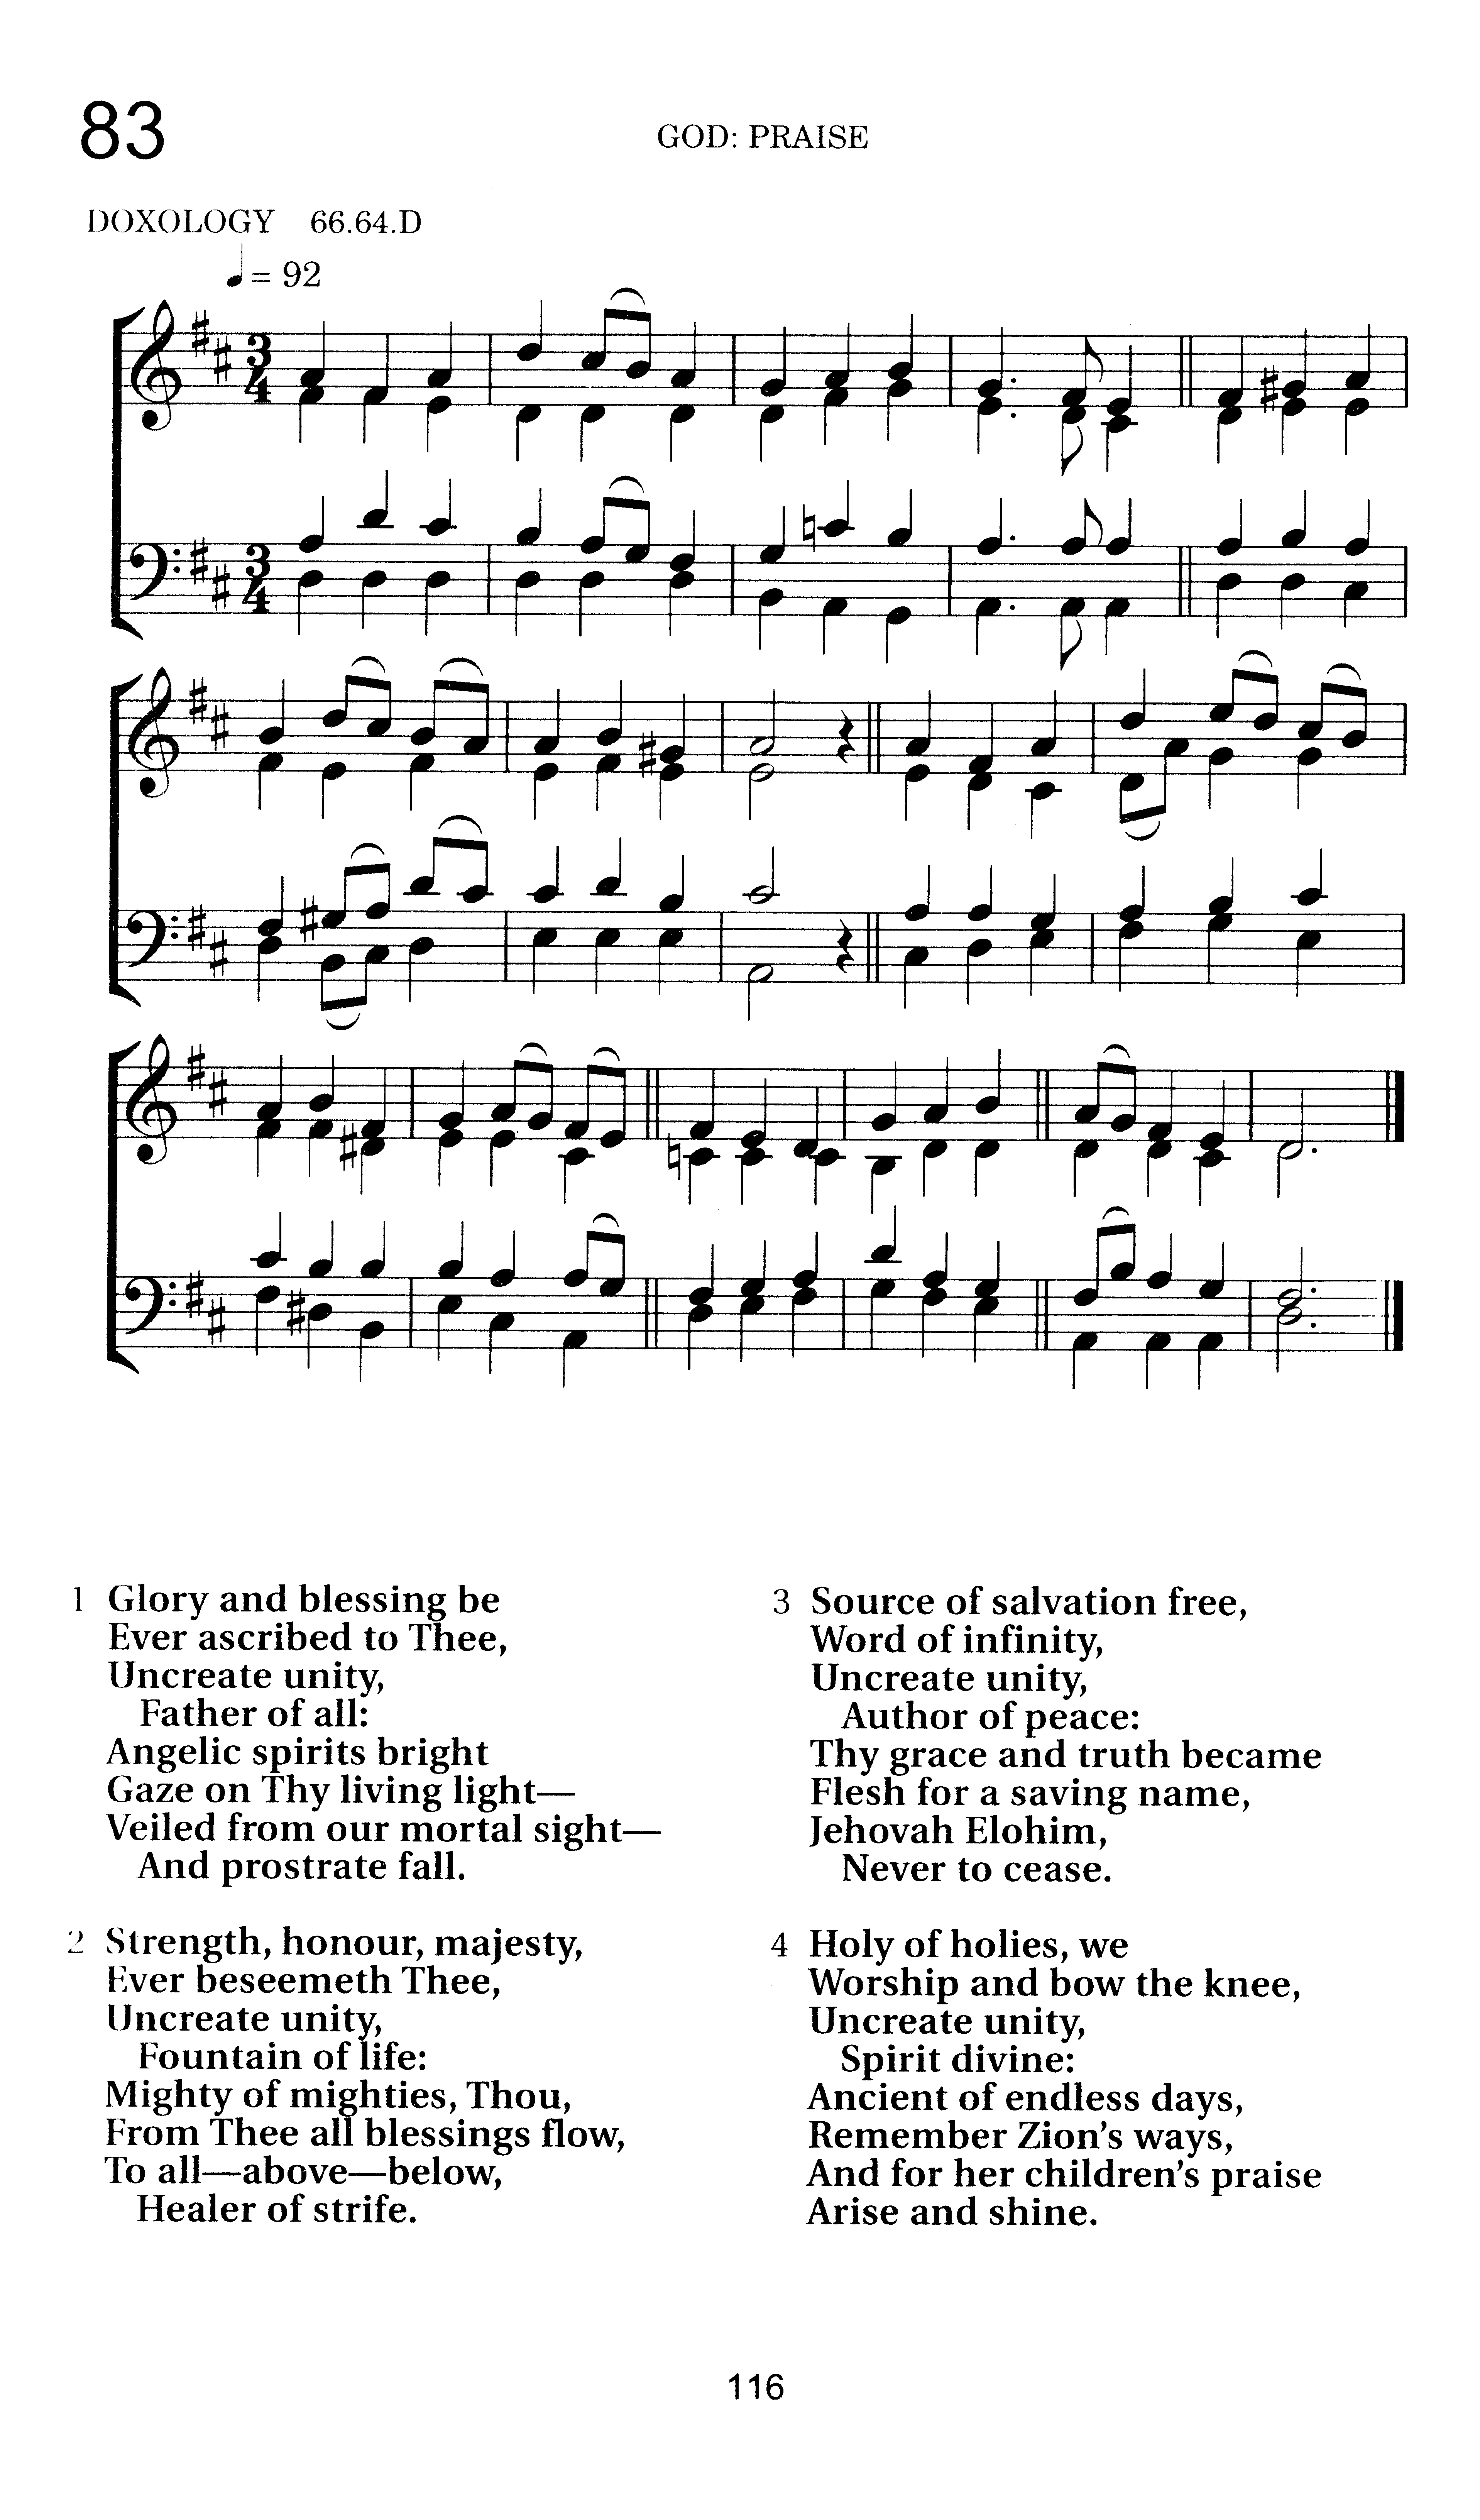 83
GOD: PRAISE
DOXOLOGY 66.64.D
♩ = 92
1 Glory and blessing be
Ever ascribed to Thee,
Uncreate unity,
Father of all:
Angelic spirits bright
Gaze on Thy living light—
Veiled from our mortal sight—
And prostrate fall.
2 Strength, honour, majesty,
Ever beseemeth Thee,
Uncreate unity,
Fountain of life:
Mighty of mighties, Thou,
From Thee all blessings flow,
To all—above—below,
Healer of strife.
3 Source of salvation free,
Word of infinity,
Uncreate unity,
Author of peace:
Thy grace and truth became
Flesh for a saving name,
Jehovah Elohim,
Never to cease.
4 Holy of holies, we
Worship and bow the knee,
Uncreate unity,
Spirit divine:
Ancient of endless days,
Remember Zion's ways,
And for her children's praise
Arise and shine.
116